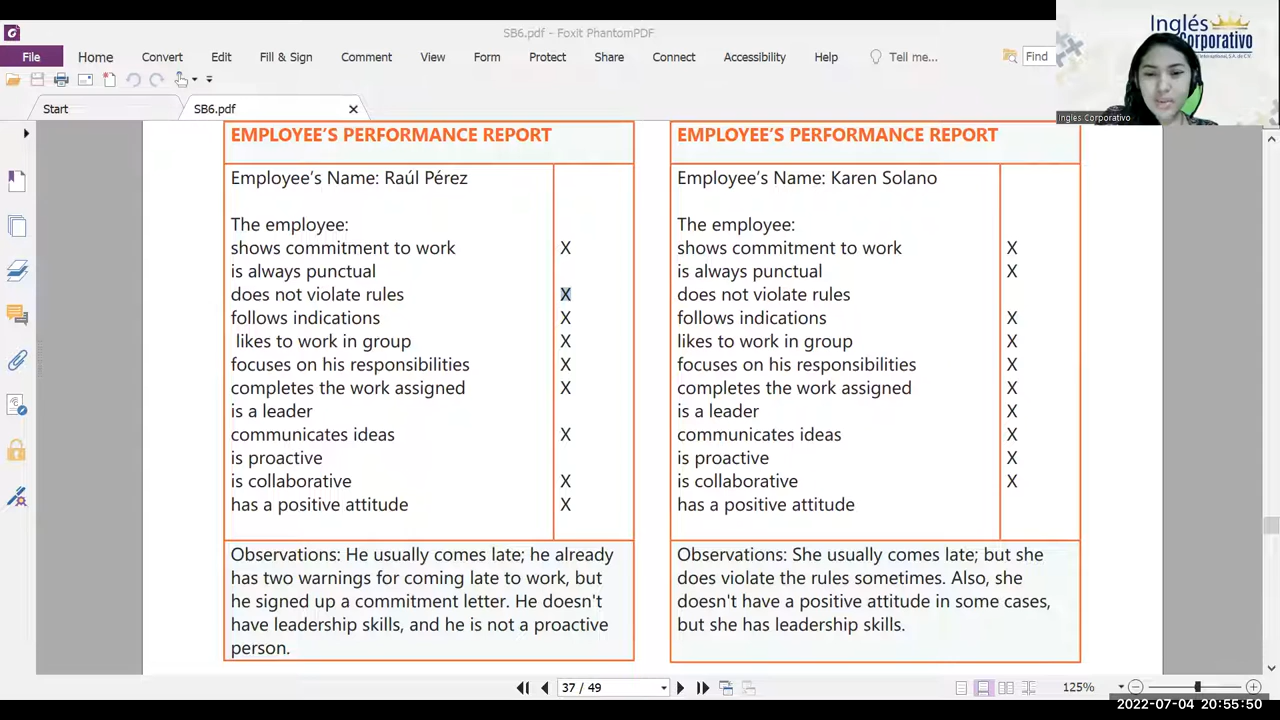 SB6.pdf - Foxit PhantomPDF
File Home Convert Edit Fill & Sign Comment View Form Protect Share Connect Accessibility Help Tell me... Find
Start SB6.pdf
Inglés
Corporativo
Ingles Corporativo
EMPLOYEE'S PERFORMANCE REPORT
Employee's Name: Raúl Pérez
The employee:
shows commitment to work X
is always punctual
does not violate rules X
follows indications X
likes to work in group X
focuses on his responsibilities X
completes the work assigned X
is a leader
communicates ideas X
is proactive
is collaborative X
has a positive attitude X
Observations: He usually comes late; he already
has two warnings for coming late to work, but
he signed up a commitment letter. He doesn't
have leadership skills, and he is not a proactive
person.
EMPLOYEE'S PERFORMANCE REPORT
Employee's Name: Karen Solano
The employee:
shows commitment to work X
is always punctual X
does not violate rules
follows indications X
likes to work in group X
focuses on his responsibilities X
completes the work assigned X
is a leader X
communicates ideas X
is proactive X
is collaborative X
has a positive attitude
Observations: She usually comes late; but she
does violate the rules sometimes. Also, she
doesn't have a positive attitude in some cases,
but she has leadership skills.
37 / 49
125%
2022-07-04 20:55:50